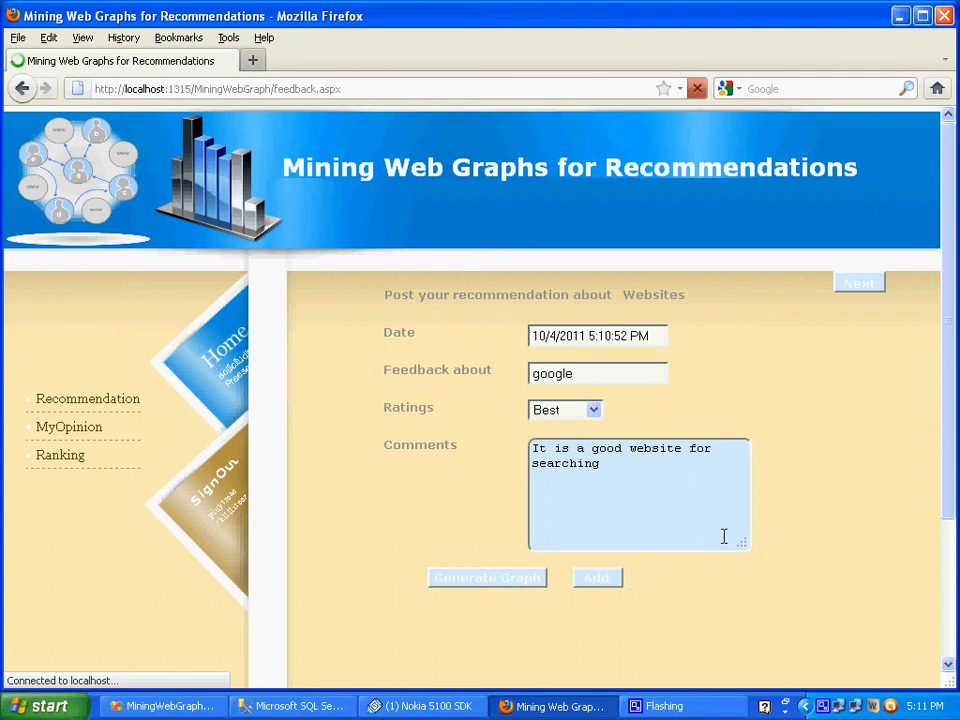 Mining Web Graphs for Recommendations - Mozilla Firefox
File Edit View History Bookmarks Tools Help
Mining Web Graphs for Recommendations
http://localhost:1315/MiningWebGraph/feedback.aspx
Google
Mining Web Graphs for Recommendations
Next
Post your recommendation about Websites
Date
10/4/2011 5:10:52 PM
Feedback about
google
Ratings
Best
Comments
It is a good website for
searching
Generate Graph
Add
Home
Recommendation
MyOpinion
Ranking
SignOut
Connected to localhost...
start
MiningWebGraph...
Microsoft SQL Se...
(1) Nokia 5100 SDK
Mining Web Grap...
Flashing
5:11 PM